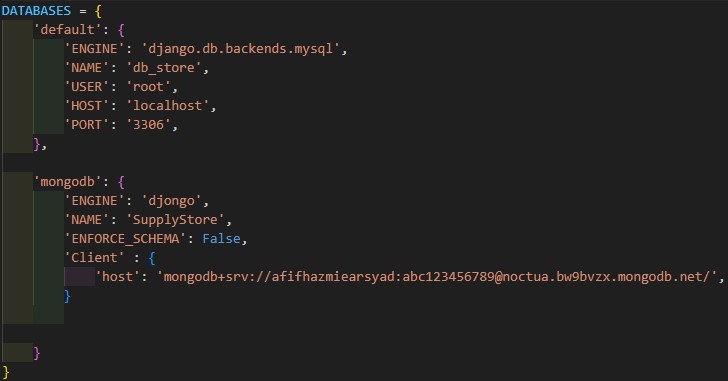 DATABASES = {
    'default': {
        'ENGINE': 'django.db.backends.mysql',
        'NAME': 'db_store',
        'USER': 'root',
        'HOST': 'localhost',
        'PORT': '3306',
    },
    'mongodb': {
        'ENGINE': 'djongo',
        'NAME': 'SupplyStore',
        'ENFORCE_SCHEMA': False,
        'Client' : {
            'host': 'mongodb+srv://afifhazmiearsyad:abc123456789@noctua.bw9bvzx.mongodb.net/',
        }
    }
}